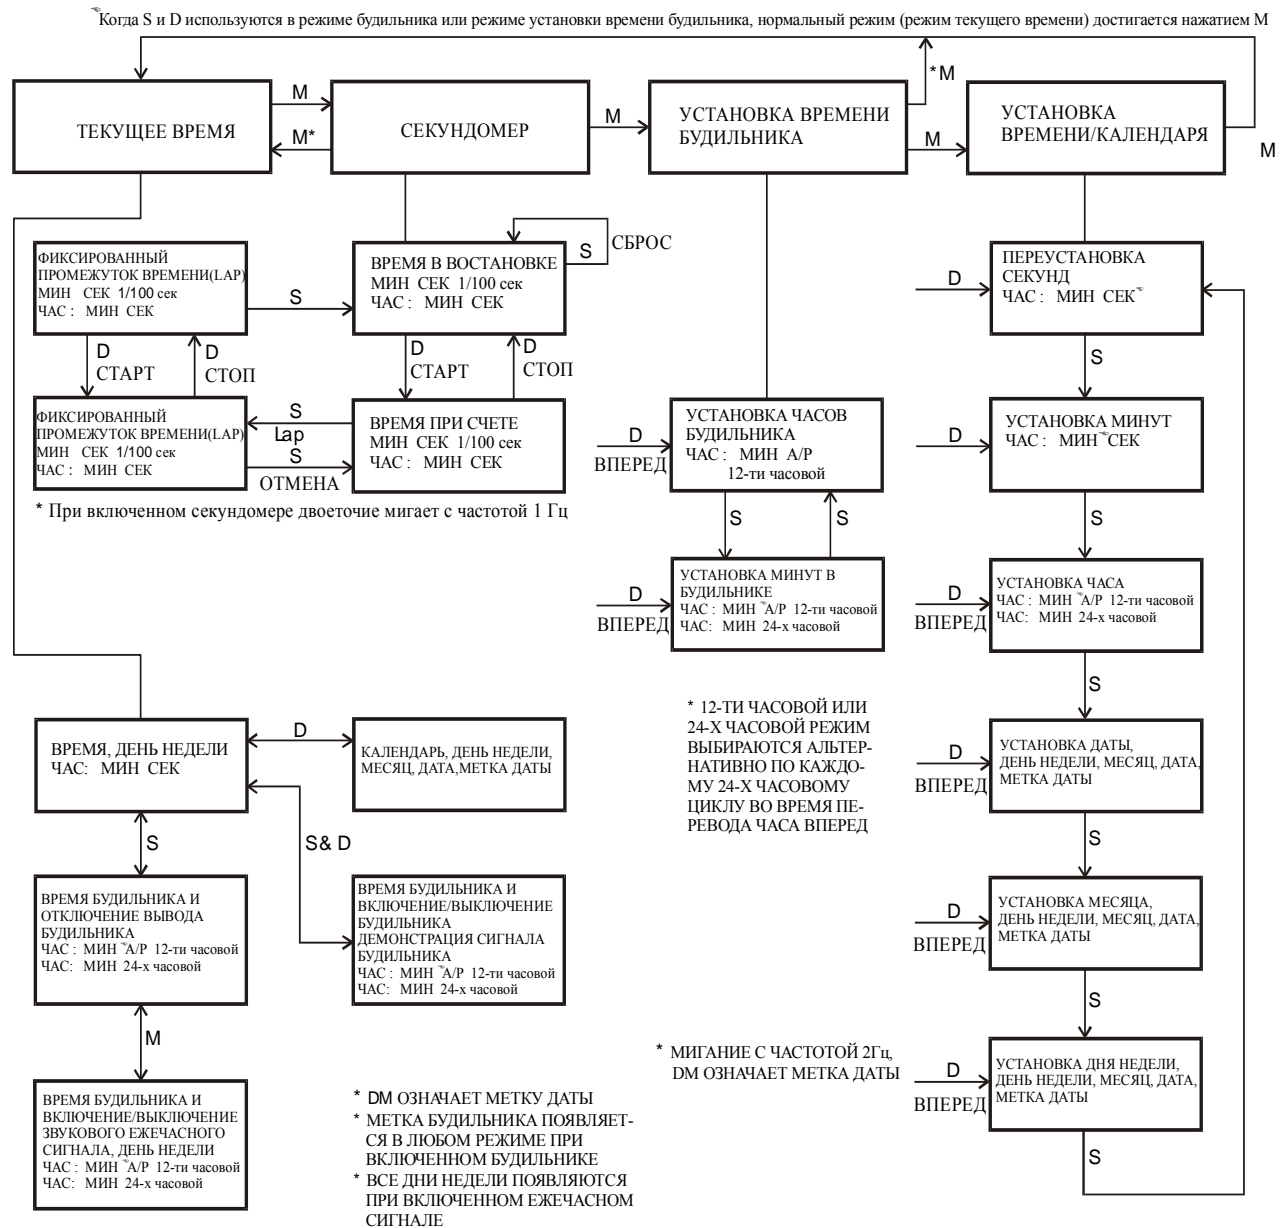 Когда S и D используются в режиме будильника или режиме установки времени будильника, нормальный режим (режим текущего времени) достигается нажатием M
ТЕКУЩЕЕ ВРЕМЯ
M
M*
СЕКУНДОМЕР
M
УСТАНОВКА ВРЕМЕНИ
БУДИЛЬНИКА
*M
M
УСТАНОВКА
ВРЕМЕНИ/КАЛЕНДАРЯ
M
ФИКСИРОВАННЫЙ
ПРОМЕЖУТОК ВРЕМЕНИ(LAP)
МИН СЕК 1/100 сек
ЧАС : МИН СЕК
S
ВРЕМЯ В ВОСТАНОВКЕ
МИН СЕК 1/100 сек
ЧАС : МИН СЕК
S
СБРОС
D
СТАРТ
D
СТОП
D
СТАРТ
D
СТОП
ФИКСИРОВАННЫЙ
ПРОМЕЖУТОК ВРЕМЕНИ(LAP)
МИН СЕК 1/100 сек
ЧАС : МИН СЕК
S
Lap
S
ОТМЕНА
ВРЕМЯ ПРИ СЧЕТЕ
МИН СЕК 1/100 сек
ЧАС : МИН СЕК
* При включенном секундомере двоеточие мигает с частотой 1 Гц
D
ВПЕРЕД
УСТАНОВКА ЧАСОВ
БУДИЛЬНИКА
ЧАС : МИН А/Р
12-ти часовой
S
S
D
ВПЕРЕД
УСТАНОВКА МИНУТ В
БУДИЛЬНИКЕ
ЧАС : МИН А/Р 12-ти часовой
ЧАС: МИН 24-х часовой
* 12-ТИ ЧАСОВОЙ ИЛИ
24-Х ЧАСОВОЙ РЕЖИМ
ВЫБИРАЮТСЯ АЛЬТЕР-
НАТИВНО ПО КАЖДО-
МУ 24-Х ЧАСОВОМУ
ЦИКЛУ ВО ВРЕМЯ ПЕ-
РЕВОДА ЧАСА ВПЕРЕД
D
ПЕРЕУСТАНОВКА
СЕКУНД
ЧАС : МИН СЕК
S
D
УСТАНОВКА МИНУТ
ЧАС : МИН СЕК
S
D
ВПЕРЕД
УСТАНОВКА ЧАСА
ЧАС : МИН А/Р 12-ти часовой
ЧАС: МИН 24-х часовой
S
D
ВПЕРЕД
УСТАНОВКА ДАТЫ,
ДЕНЬ НЕДЕЛИ, МЕСЯЦ, ДАТА,
МЕТКА ДАТЫ
S
D
ВПЕРЕД
УСТАНОВКА МЕСЯЦА,
ДЕНЬ НЕДЕЛИ, МЕСЯЦ, ДАТА,
МЕТКА ДАТЫ
S
* МИГАНИЕ С ЧАСТОТОЙ 2Гц,
DM ОЗНАЧАЕТ МЕТКА ДАТЫ
D
ВПЕРЕД
УСТАНОВКА ДНЯ НЕДЕЛИ,
ДЕНЬ НЕДЕЛИ, МЕСЯЦ, ДАТА,
МЕТКА ДАТЫ
S
ВРЕМЯ, ДЕНЬ НЕДЕЛИ
ЧАС: МИН СЕК
D
КАЛЕНДАРЬ, ДЕНЬ НЕДЕЛИ,
МЕСЯЦ, ДАТА,МЕТКА ДАТЫ
S
S& D
ВРЕМЯ БУДИЛЬНИКА И
ОТКЛЮЧЕНИЕ ВЫВОДА
БУДИЛЬНИКА
ЧАС : МИН А/Р 12-ти часовой
ЧАС: МИН 24-х часовой
ВРЕМЯ БУДИЛЬНИКА И
ВКЛЮЧЕНИЕ/ВЫКЛЮЧЕНИЕ
БУДИЛЬНИКА
ДЕМОНСТРАЦИЯ СИГНАЛА
БУДИЛЬНИКА
ЧАС : МИН А/Р 12-ти часовой
ЧАС: МИН 24-х часовой
M
ВРЕМЯ БУДИЛЬНИКА И
ВКЛЮЧЕНИЕ/ВЫКЛЮЧЕНИЕ
ЗВУКОВОГО ЕЖЕЧАСНОГО
СИГНАЛА, ДЕНЬ НЕДЕЛИ
ЧАС : МИН А/Р 12-ти часовой
ЧАС: МИН 24-х часовой
* DM ОЗНАЧАЕТ МЕТКУ ДАТЫ
* МЕТКА БУДИЛЬНИКА ПОЯВЛЯЕТ-
СЯ В ЛЮБОМ РЕЖИМЕ ПРИ
ВКЛЮЧЕННОМ БУДИЛЬНИКЕ
* ВСЕ ДНИ НЕДЕЛИ ПОЯВЛЯЮТСЯ
ПРИ ВКЛЮЧЕННОМ ЕЖЕЧАСНОМ
СИГНАЛЕ